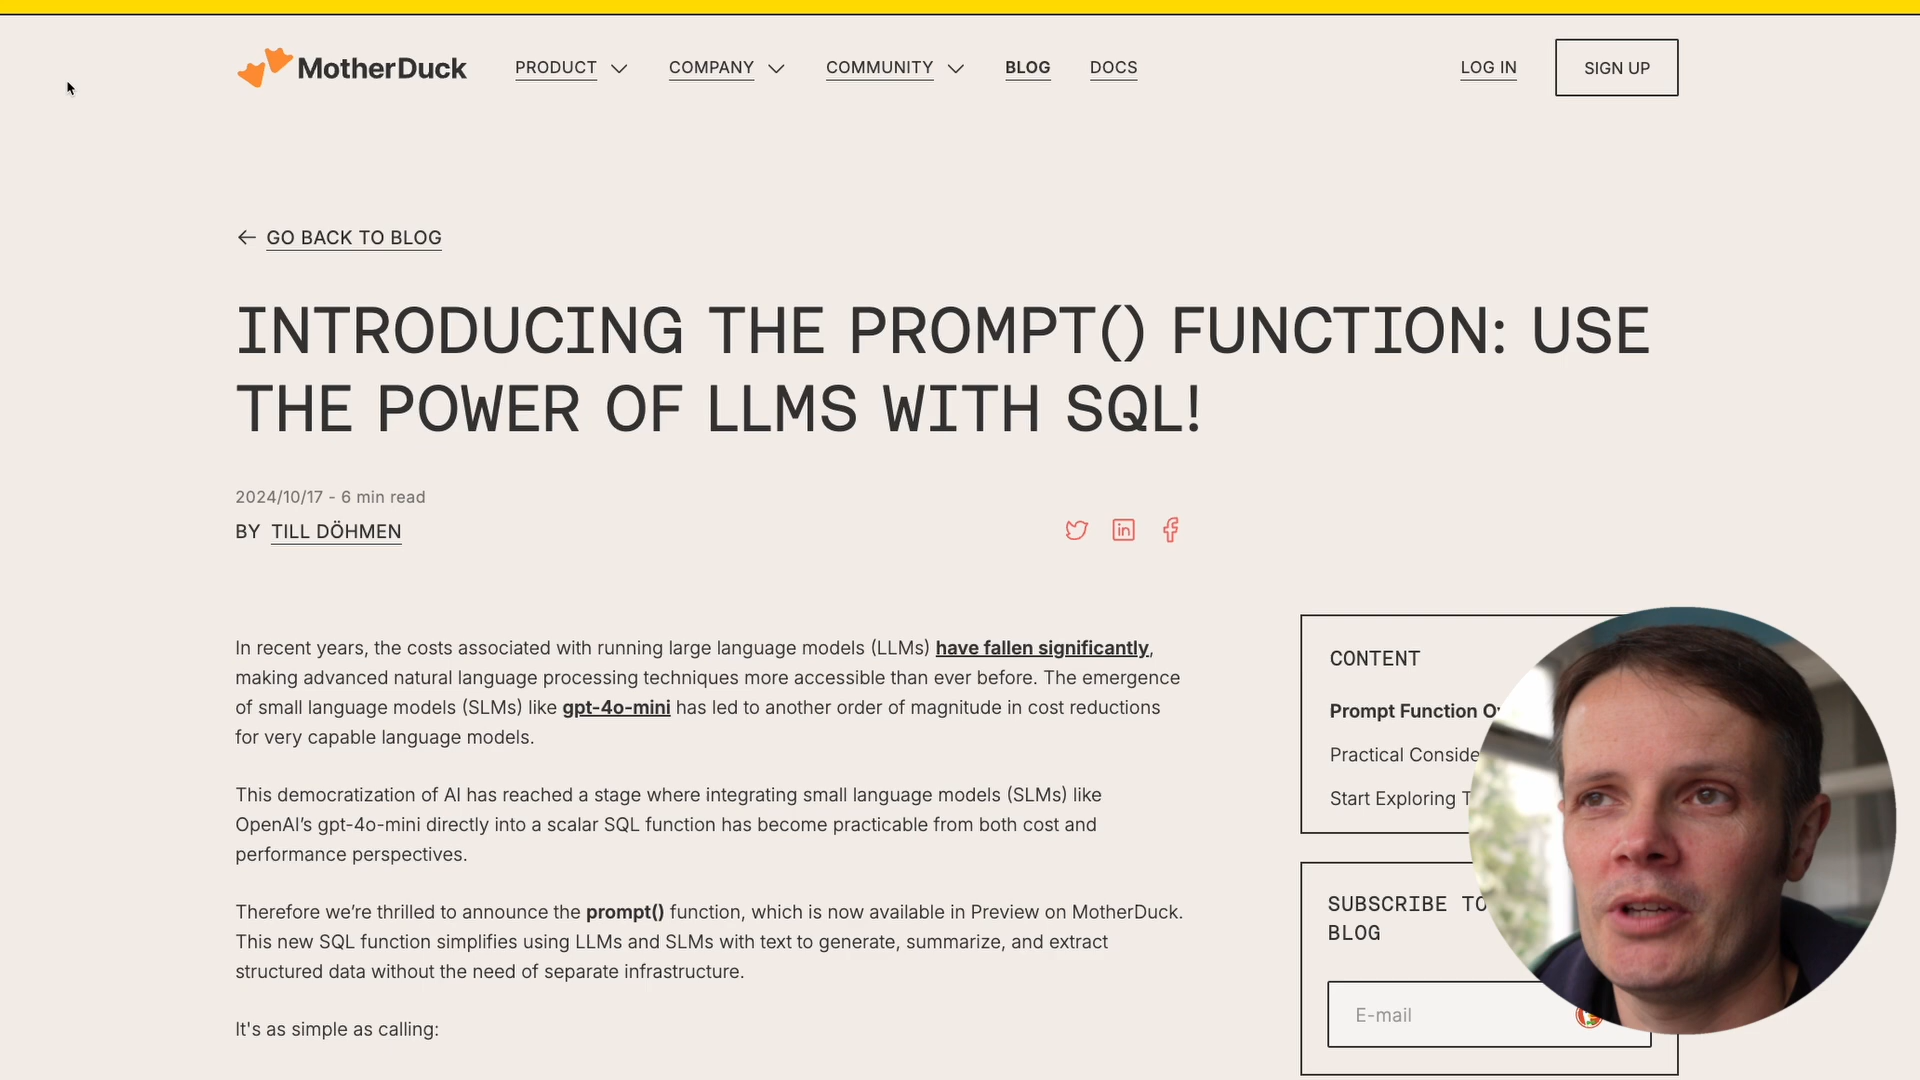 MotherDuck
PRODUCT
COMPANY
COMMUNITY
BLOG
DOCS
LOG IN
SIGN UP
GO BACK TO BLOG
INTRODUCING THE PROMPT() FUNCTION: USE
THE POWER OF LLMS WITH SQL!
2024/10/17 - 6 min read
BY TILL DÖHMEN
In recent years, the costs associated with running large language models (LLMs) have fallen significantly,
making advanced natural language processing techniques more accessible than ever before. The emergence
of small language models (SLMs) like gpt-4o-mini has led to another order of magnitude in cost reductions
for very capable language models.
This democratization of AI has reached a stage where integrating small language models (SLMs) like
OpenAI’s gpt-4o-mini directly into a scalar SQL function has become practicable from both cost and
performance perspectives.
Therefore we’re thrilled to announce the prompt() function, which is now available in Preview on MotherDuck.
This new SQL function simplifies using LLMs and SLMs with text to generate, summarize, and extract
structured data without the need of separate infrastructure.
It's as simple as calling:
CONTENT
Prompt Function
Practical
Start Exploring
SUBSCRIBE TO
BLOG
E-mail